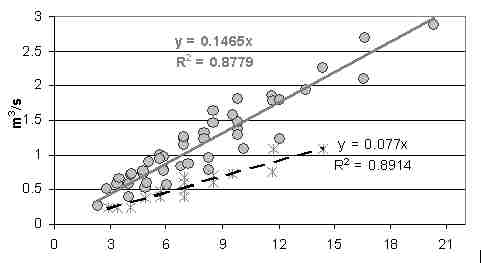 3
y = 0.1465x
R² = 0.8779
2.5
2
m³/s
1.5
y = 0.077x
R² = 0.8914
1
0.5
0
0 3 6 9 12 15 18 21